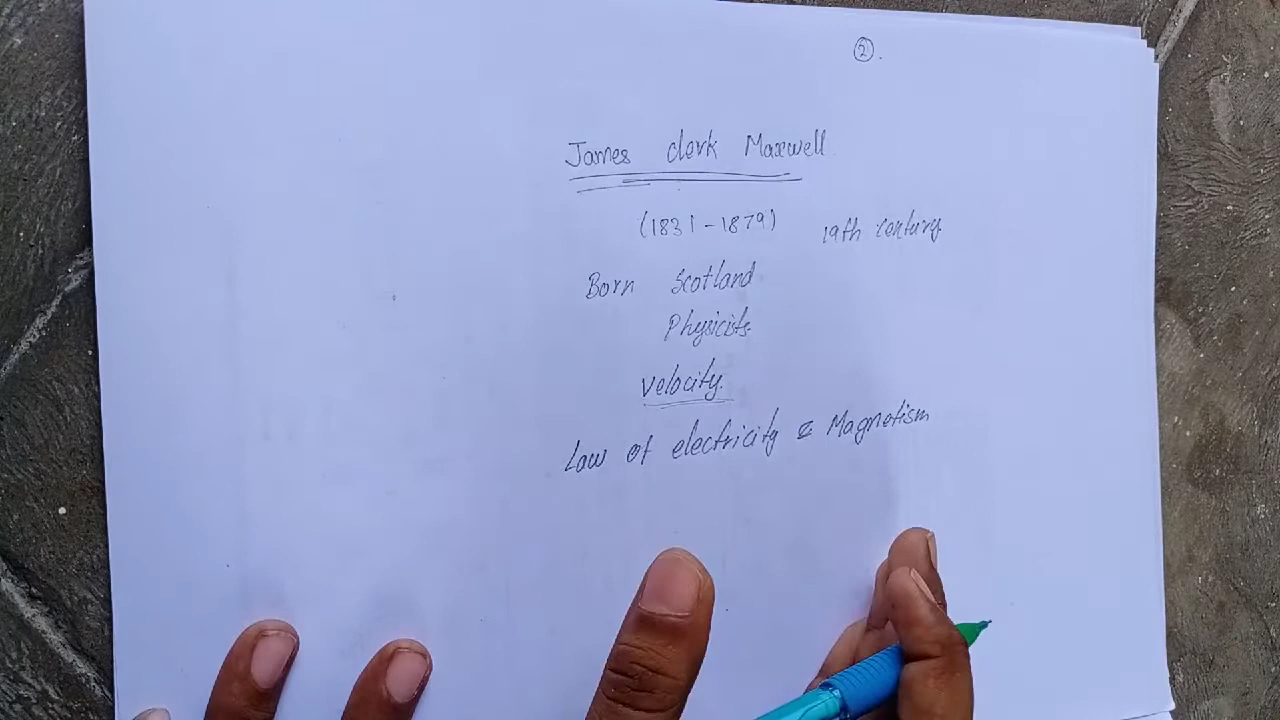 ②.
James clerk Maxwell
(1831-1879) 19th century.
Born Scotland
Physicists.
Velocity.
Law of electricity & Magnetism